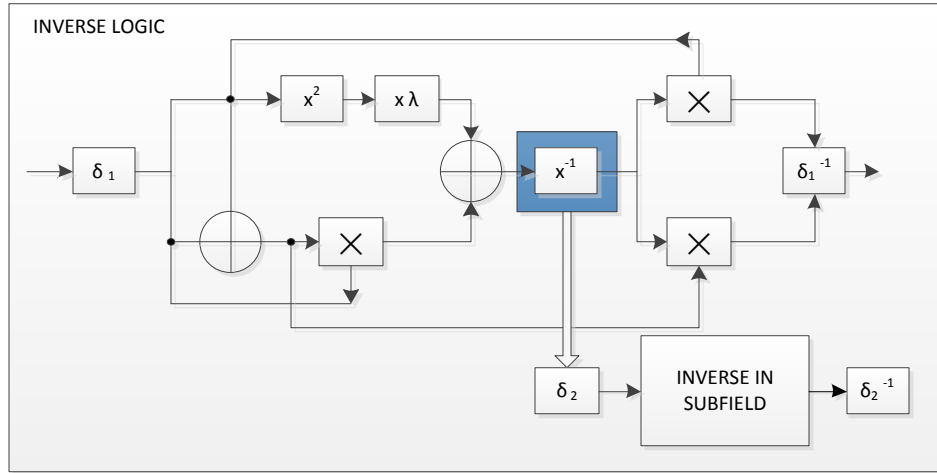 INVERSE LOGIC
x²
x λ
×
δ₁
x⁻¹
δ₁⁻¹
×
×
δ₂
INVERSE IN
SUBFIELD
δ₂⁻¹